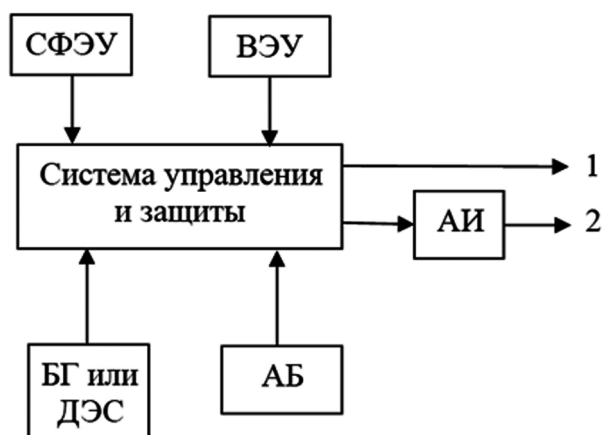 СФЭУ
ВЭУ
Система управления
и защиты
1
АИ
2
БГ или
ДЭС
АБ